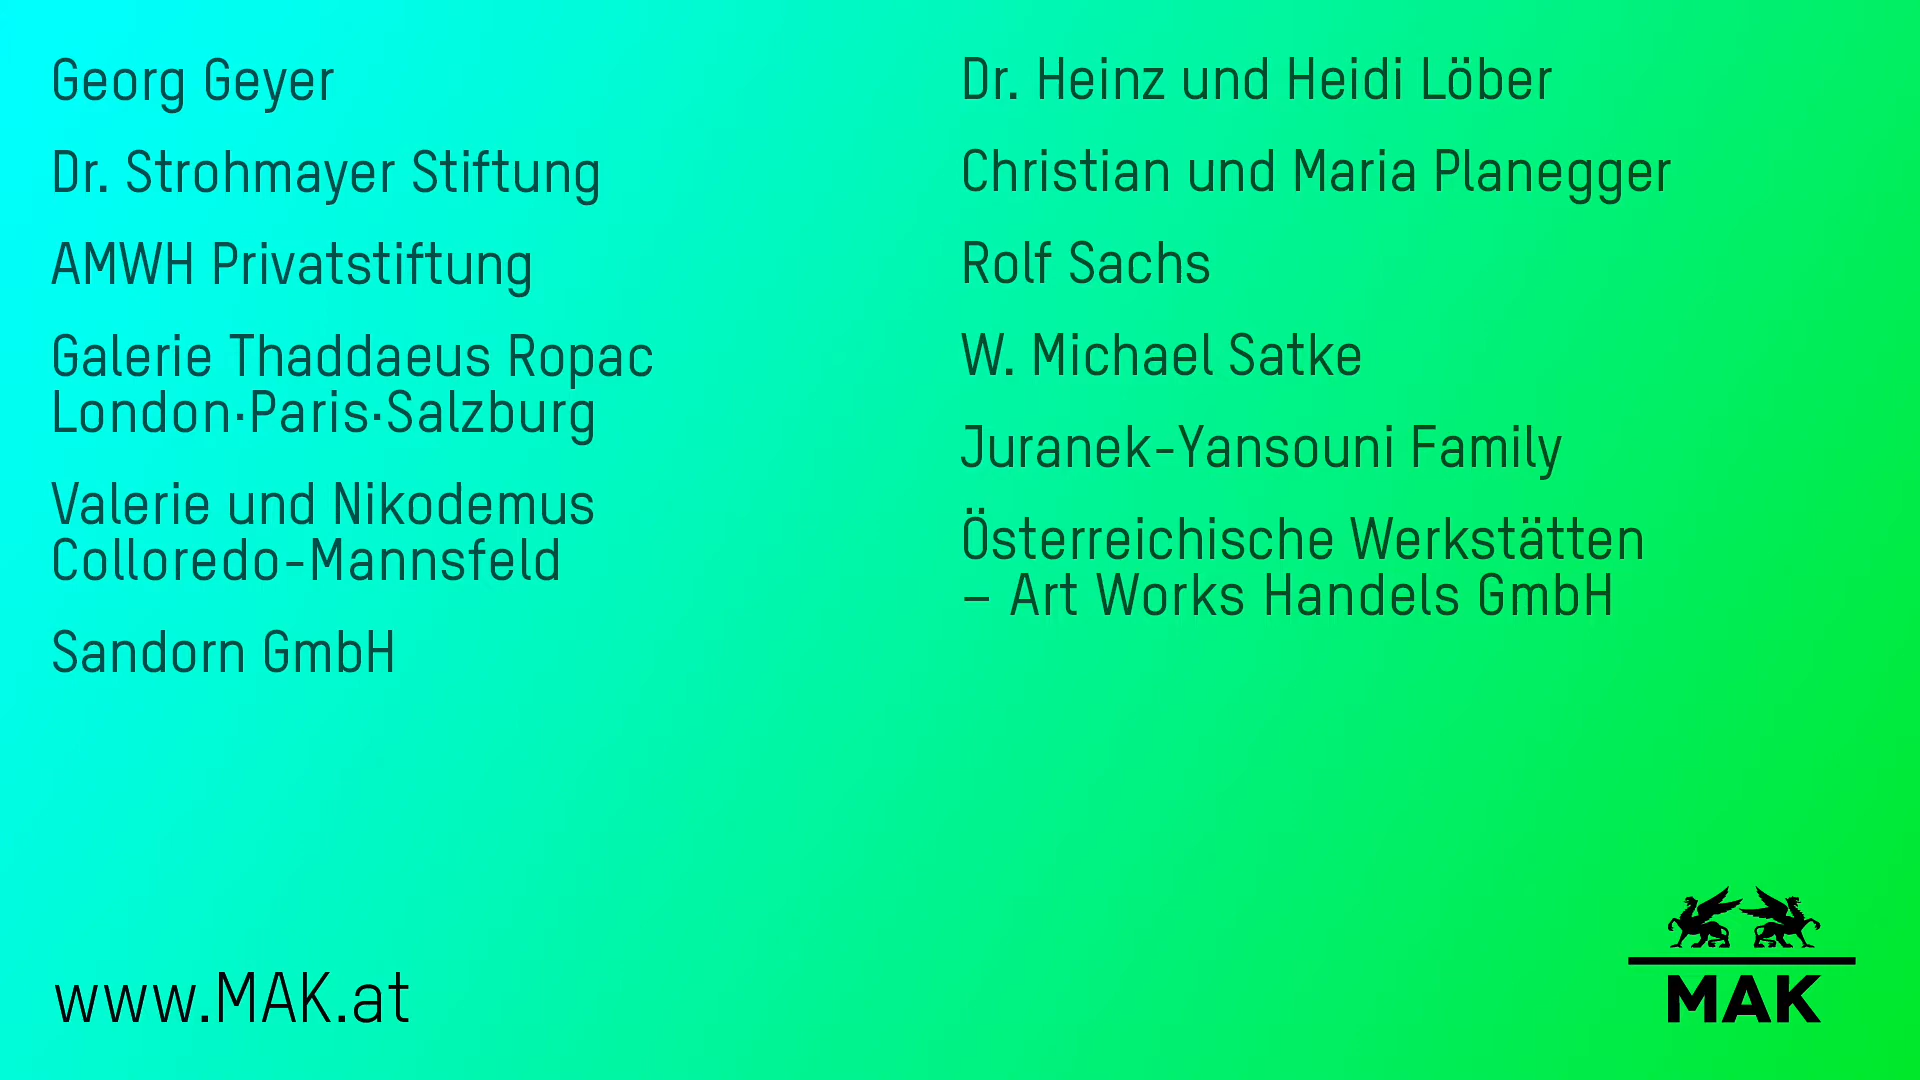 Georg Geyer
Dr. Strohmayer Stiftung
AMWH Privatstiftung
Galerie Thaddaeus Ropac
London·Paris·Salzburg
Valerie und Nikodemus
Colloredo-Mannsfeld
Sandorn GmbH
Dr. Heinz und Heidi Löber
Christian und Maria Planegger
Rolf Sachs
W. Michael Satke
Juranek-Yansouni Family
Österreichische Werkstätten
– Art Works Handels GmbH
www.MAK.at
MAK